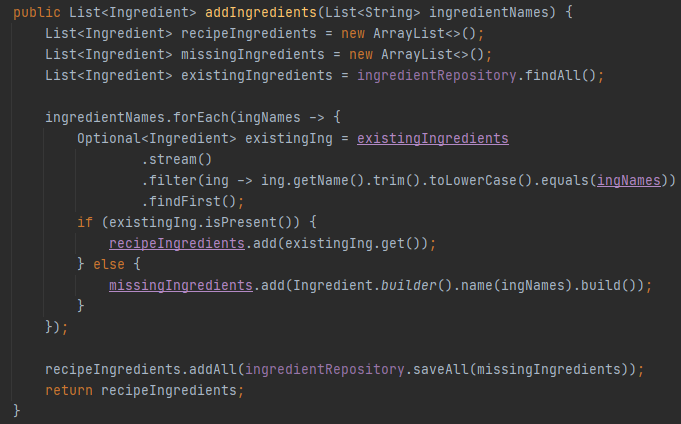 public List<Ingredient> addIngredients(List<String> ingredientNames) {
    List<Ingredient> recipeIngredients = new ArrayList<>();
    List<Ingredient> missingIngredients = new ArrayList<>();
    List<Ingredient> existingIngredients = ingredientRepository.findAll();

    ingredientNames.forEach(ingNames -> {
        Optional<Ingredient> existingIng = existingIngredients
                .stream()
                .filter(ing -> ing.getName().trim().toLowerCase().equals(ingNames))
                .findFirst();
        if (existingIng.isPresent()) {
            recipeIngredients.add(existingIng.get());
        } else {
            missingIngredients.add(Ingredient.builder().name(ingNames).build());
        }
    });

    recipeIngredients.addAll(ingredientRepository.saveAll(missingIngredients));
    return recipeIngredients;
}